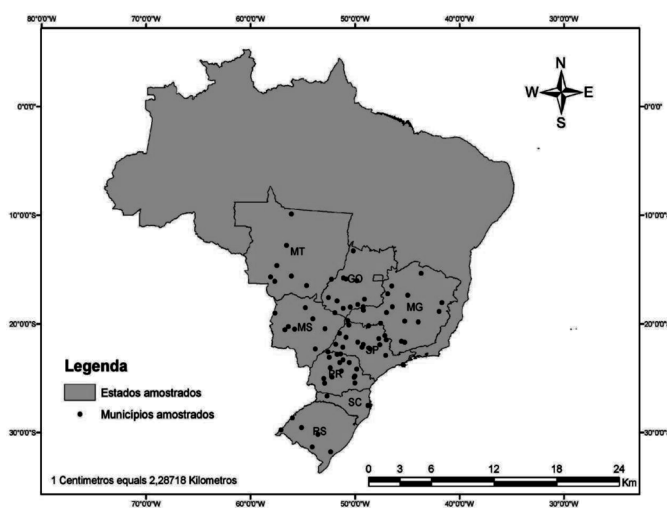 80°0'0"W 70°0'0"W 60°0'0"W 50°0'0"W 40°0'0"W
N
W E
S
0°0'0" 0°0'0"
10°0'0"S 10°0'0"S
MT
GO
MG
20°0'0"S 20°0'0"S
MS
SP
Legenda
Estados amostrados
PR
Municípios amostrados
SC
RS
30°0'0"S 30°0'0"S
0 3 6 12 18 24
Km
1 Centimetros equals 2,28718 Kilometros
70°0'0"W 60°0'0"W 50°0'0"W 40°0'0"W 30°0'0"W